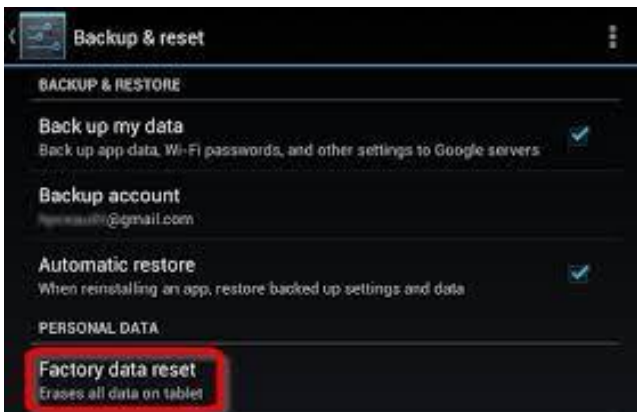 Backup & reset
BACKUP & RESTORE
Back up my data
Back up app data, Wi-Fi passwords, and other settings to Google servers
Backup account
@gmail.com
Automatic restore
When reinstalling an app, restore backed up settings and data
PERSONAL DATA
Factory data reset
Erases all data on tablet